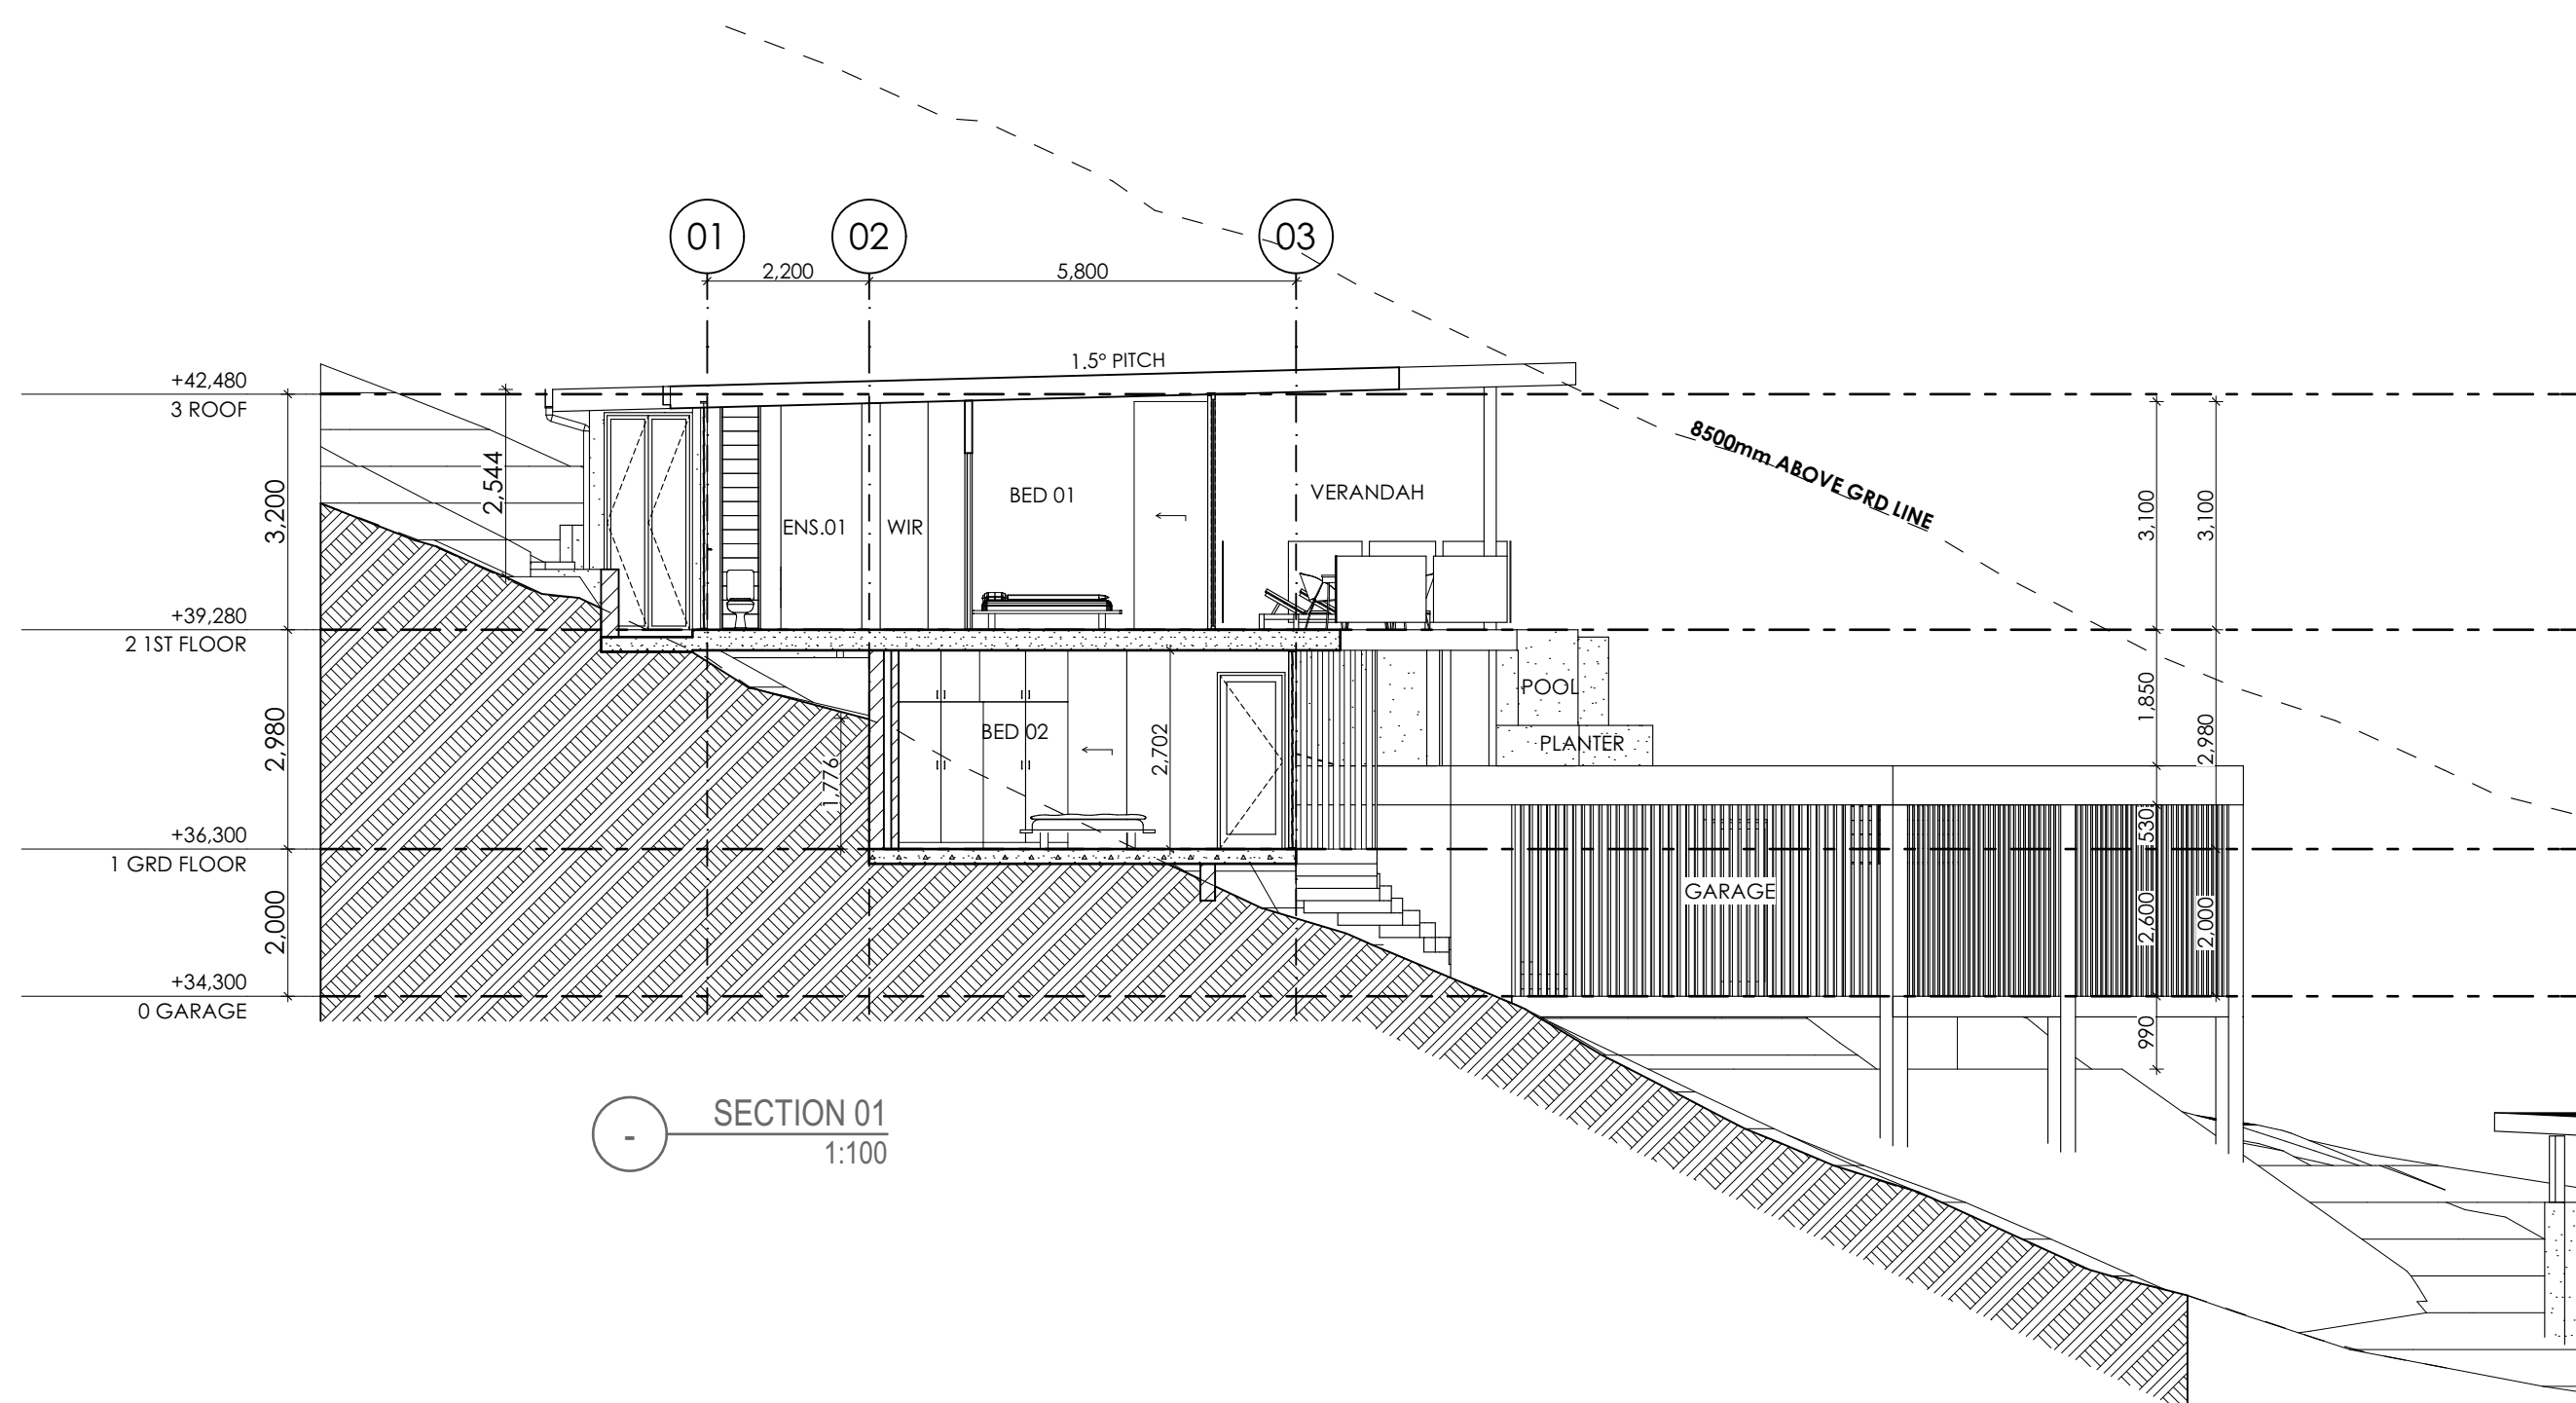 01
02
03
2,200
5,800
1.5° PITCH
+42,480
3 ROOF
8500mm ABOVE GRD LINE
2,544
3,200
3,100
3,100
BED 01
VERANDAH
ENS.01
WIR
+39,280
2 1ST FLOOR
POOL
1,850
2,980
BED 02
2,702
PLANTER
2,980
1,776
+36,300
1 GRD FLOOR
530
GARAGE
2,000
2,600
2,000
+34,300
0 GARAGE
990
-
SECTION 01
1:100